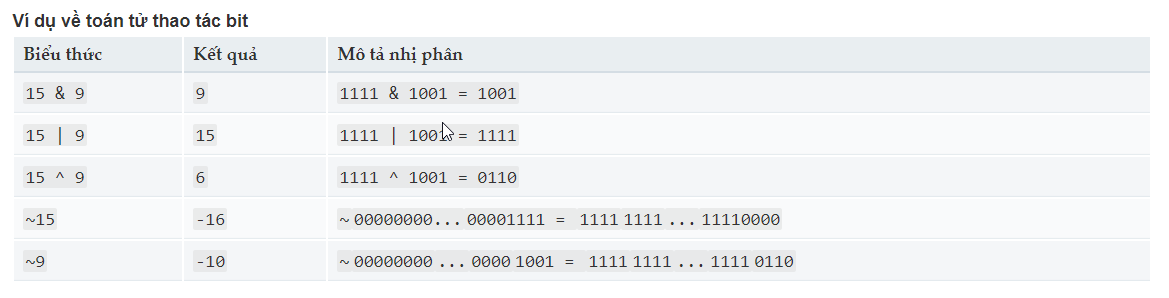 Ví dụ về toán tử thao tác bit
Biểu thức Kết quả Mô tả nhị phân
15 & 9 9 1111 & 1001 = 1001
15 | 9 15 1111 | 1001 = 1111
15 ^ 9 6 1111 ^ 1001 = 0110
~15 -16 ~ 00000000... 00001111 = 1111 1111 ... 11110000
~9 -10 ~ 00000000 ... 0000 1001 = 1111 1111 ... 1111 0110